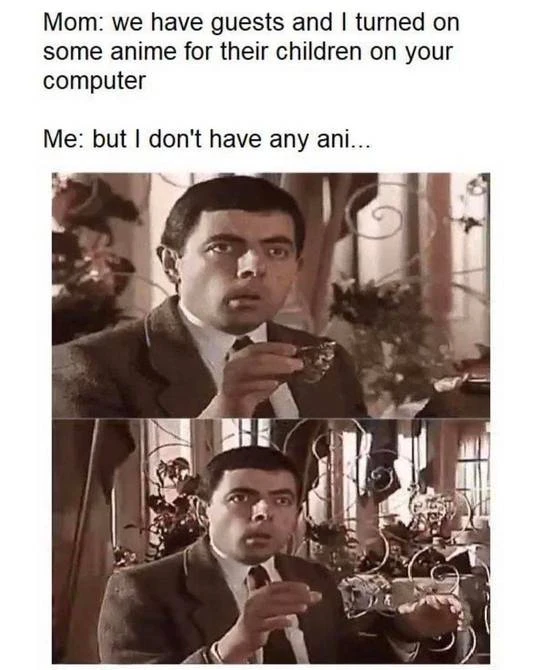 Mom: we have guests and I turned on
some anime for their children on your
computer
Me: but I don't have any ani...